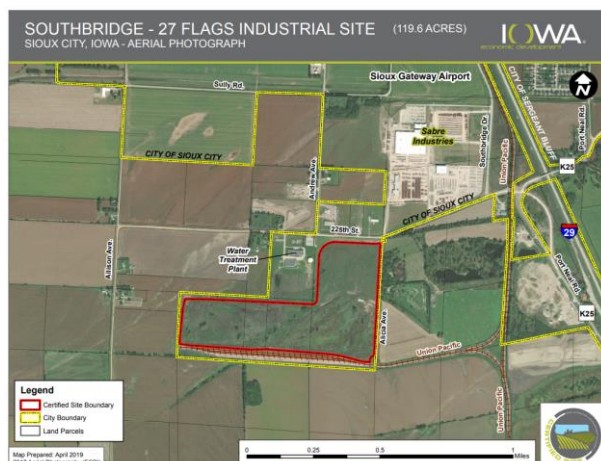 SOUTHBRIDGE - 27 FLAGS INDUSTRIAL SITE (119.6 ACRES)
SIOUX CITY, IOWA - AERIAL PHOTOGRAPH
IOWA
economic development
Sioux Gateway Airport
N
Sully Rd.
CITY OF SERGEANT BLUFF
Port Neal Rd.
Sabre
Industries
Southbridge Dr
Union Pacific
K25
CITY OF SIOUX CITY
Andrew Ave
CITY OF SIOUX CITY
225th St.
29
Water
Treatment
Plant
Allison Ave.
Port Neal Rd.
K25
Alicia Ave
Union Pacific
Union Pacific
Legend
Certified Site Boundary
City Boundary
Land Parcels
Map Prepared: April 2019
0 0.25 0.5 1
Miles